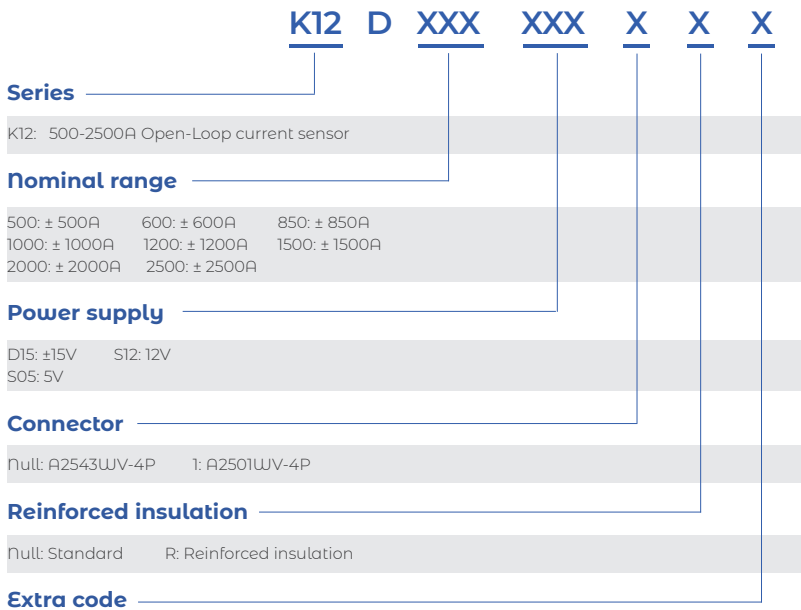 K12 D XXX XXX X X X
Series
K12: 500-2500A Open-Loop current sensor
Nominal range
500: ± 500A 600: ± 600A 850: ± 850A
1000: ± 1000A 1200: ± 1200A 1500: ± 1500A
2000: ± 2000A 2500: ± 2500A
Power supply
D15: ±15V S12: 12V
S05: 5V
Connector
Null: A2543WV-4P 1: A2501WV-4P
Reinforced insulation
Null: Standard R: Reinforced insulation
Extra code